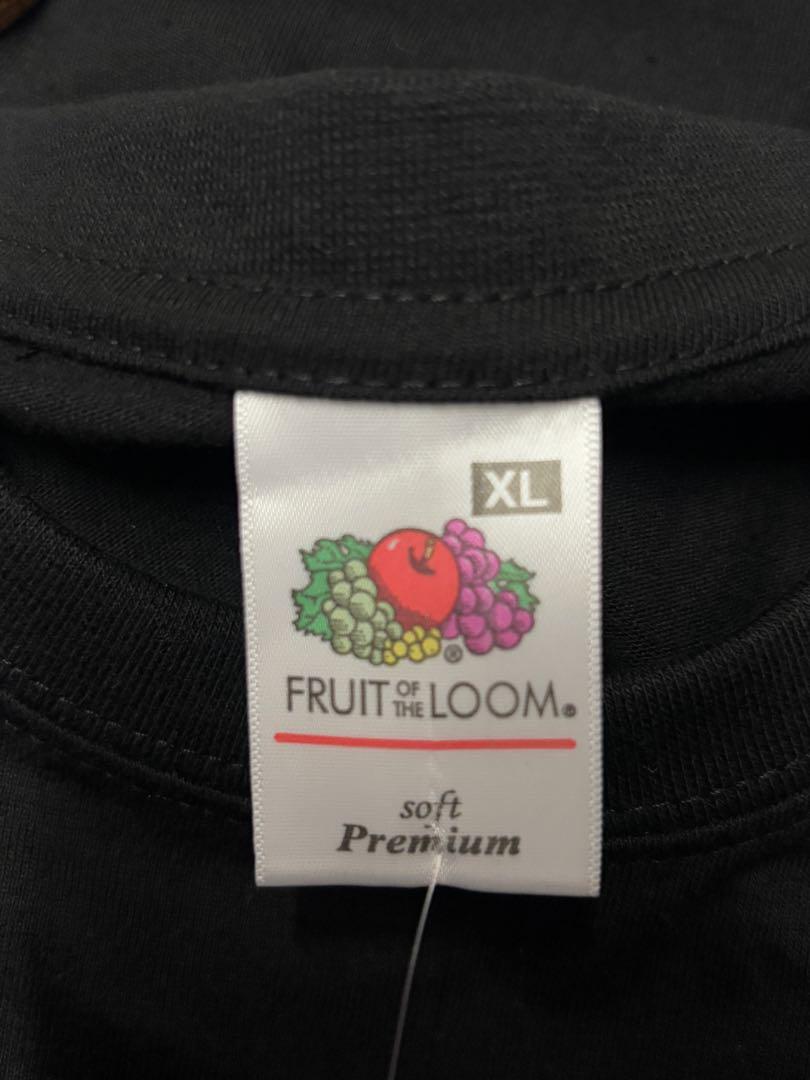 XL
®
FRUIT OF THE LOOM®
soft
Premium